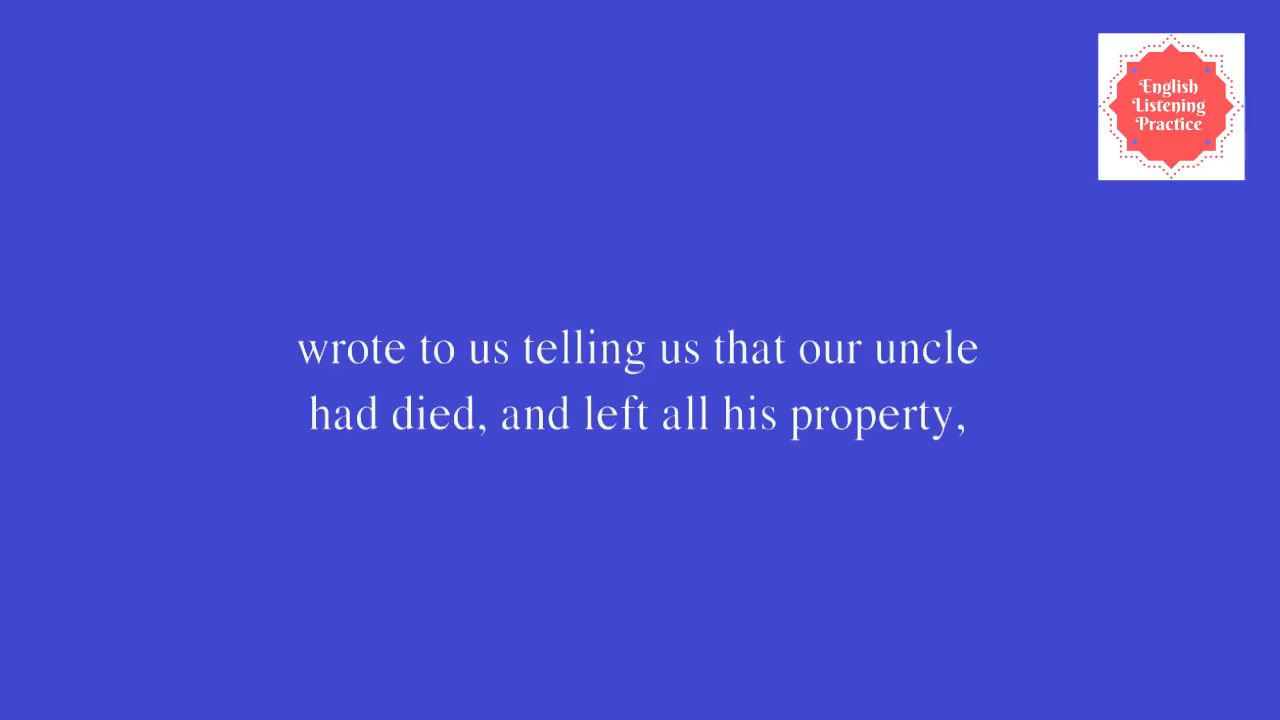 English
Listening
Practice
wrote to us telling us that our uncle
had died, and left all his property,